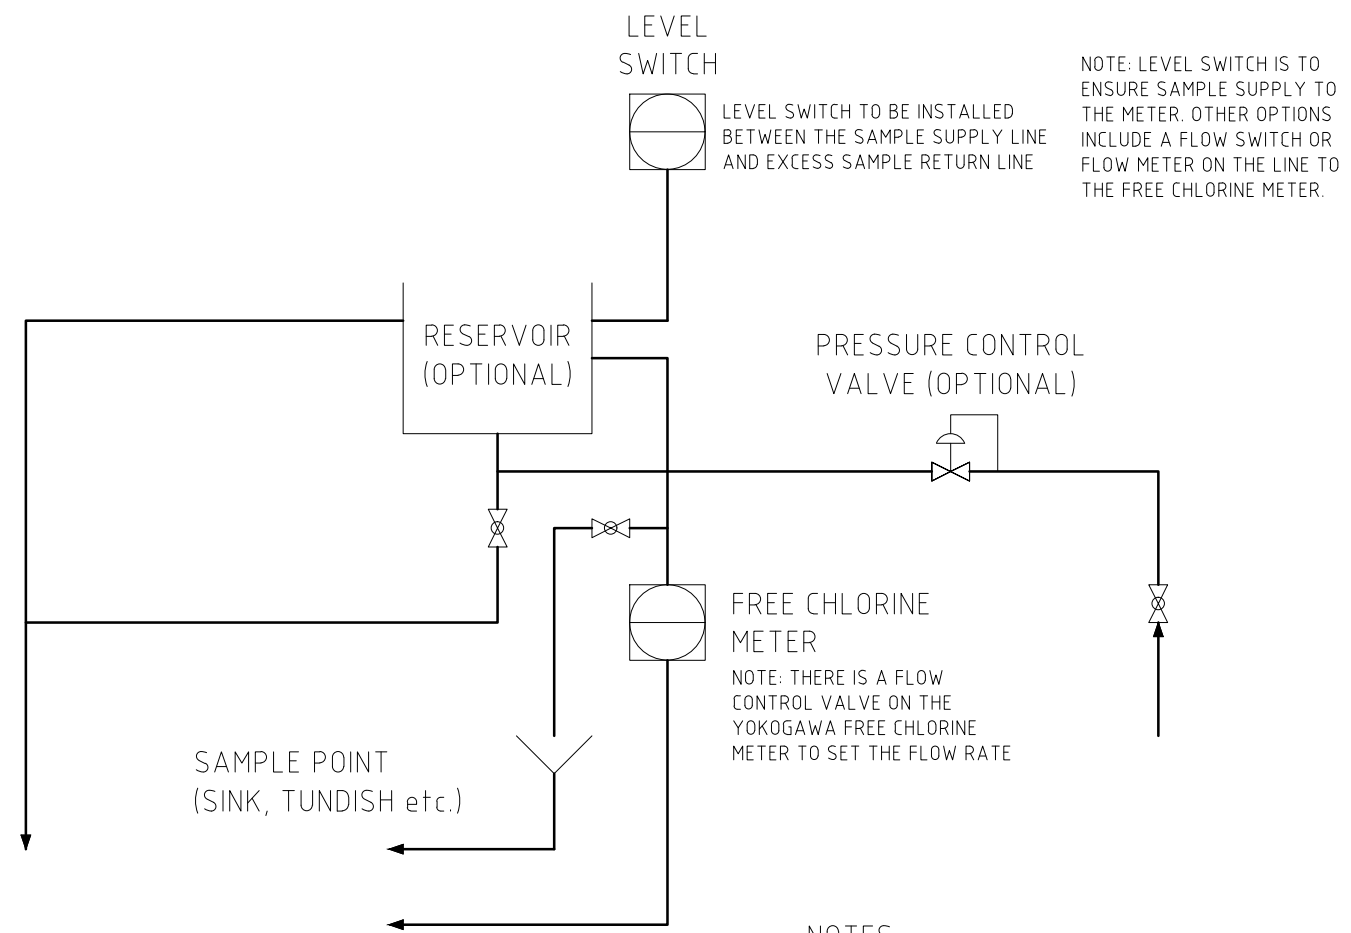 LEVEL
SWITCH
LEVEL SWITCH TO BE INSTALLED
BETWEEN THE SAMPLE SUPPLY LINE
AND EXCESS SAMPLE RETURN LINE
NOTE: LEVEL SWITCH IS TO
ENSURE SAMPLE SUPPLY TO
THE METER. OTHER OPTIONS
INCLUDE A FLOW SWITCH OR
FLOW METER ON THE LINE TO
THE FREE CHLORINE METER.
RESERVOIR
(OPTIONAL)
PRESSURE CONTROL
VALVE (OPTIONAL)
FREE CHLORINE
METER
NOTE: THERE IS A FLOW
CONTROL VALVE ON THE
YOKOGAWA FREE CHLORINE
METER TO SET THE FLOW RATE
SAMPLE POINT
(SINK, TUNDISH etc.)
NOTES